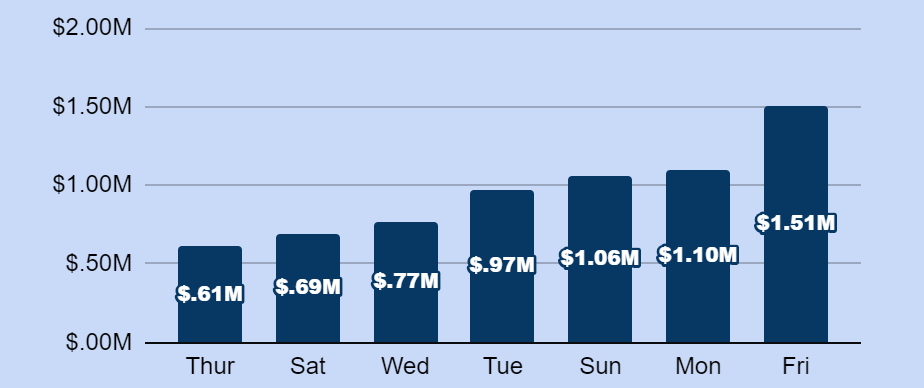 $2.00M
$1.50M
$1.00M
$.50M
$.00M
$.61M
$.69M
$.77M
$.97M
$1.06M
$1.10M
$1.51M
Thur Sat Wed Tue Sun Mon Fri